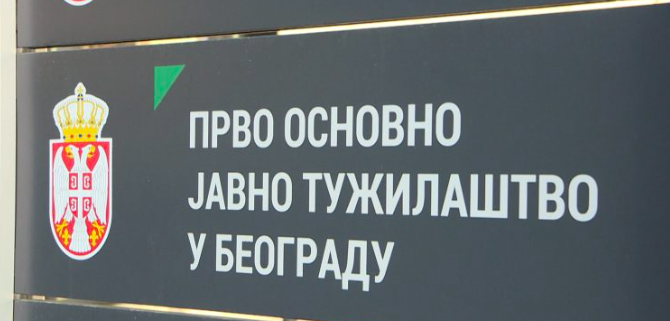 ПРВО ОСНОВНО
ЈАВНО ТУЖИЛАШТВО
У БЕОГРАДУ